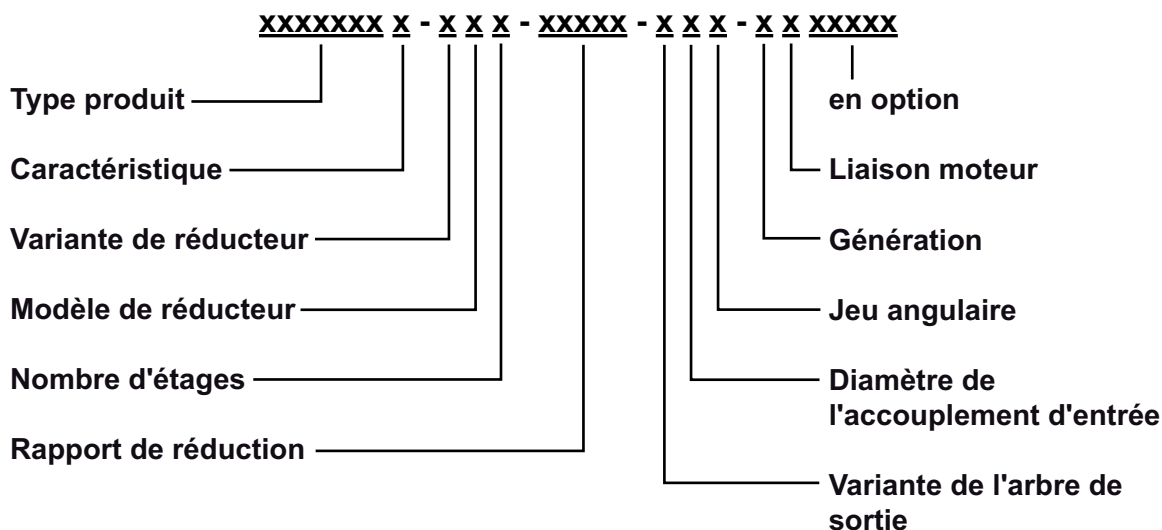 xxxxxxx x - x x x - xxxxx - x x x - x x xxxxx
Type produit
en option
Caractéristique
Liaison moteur
Variante de réducteur
Génération
Modèle de réducteur
Jeu angulaire
Nombre d'étages
Diamètre de
l'accouplement d'entrée
Rapport de réduction
Variante de l'arbre de
sortie